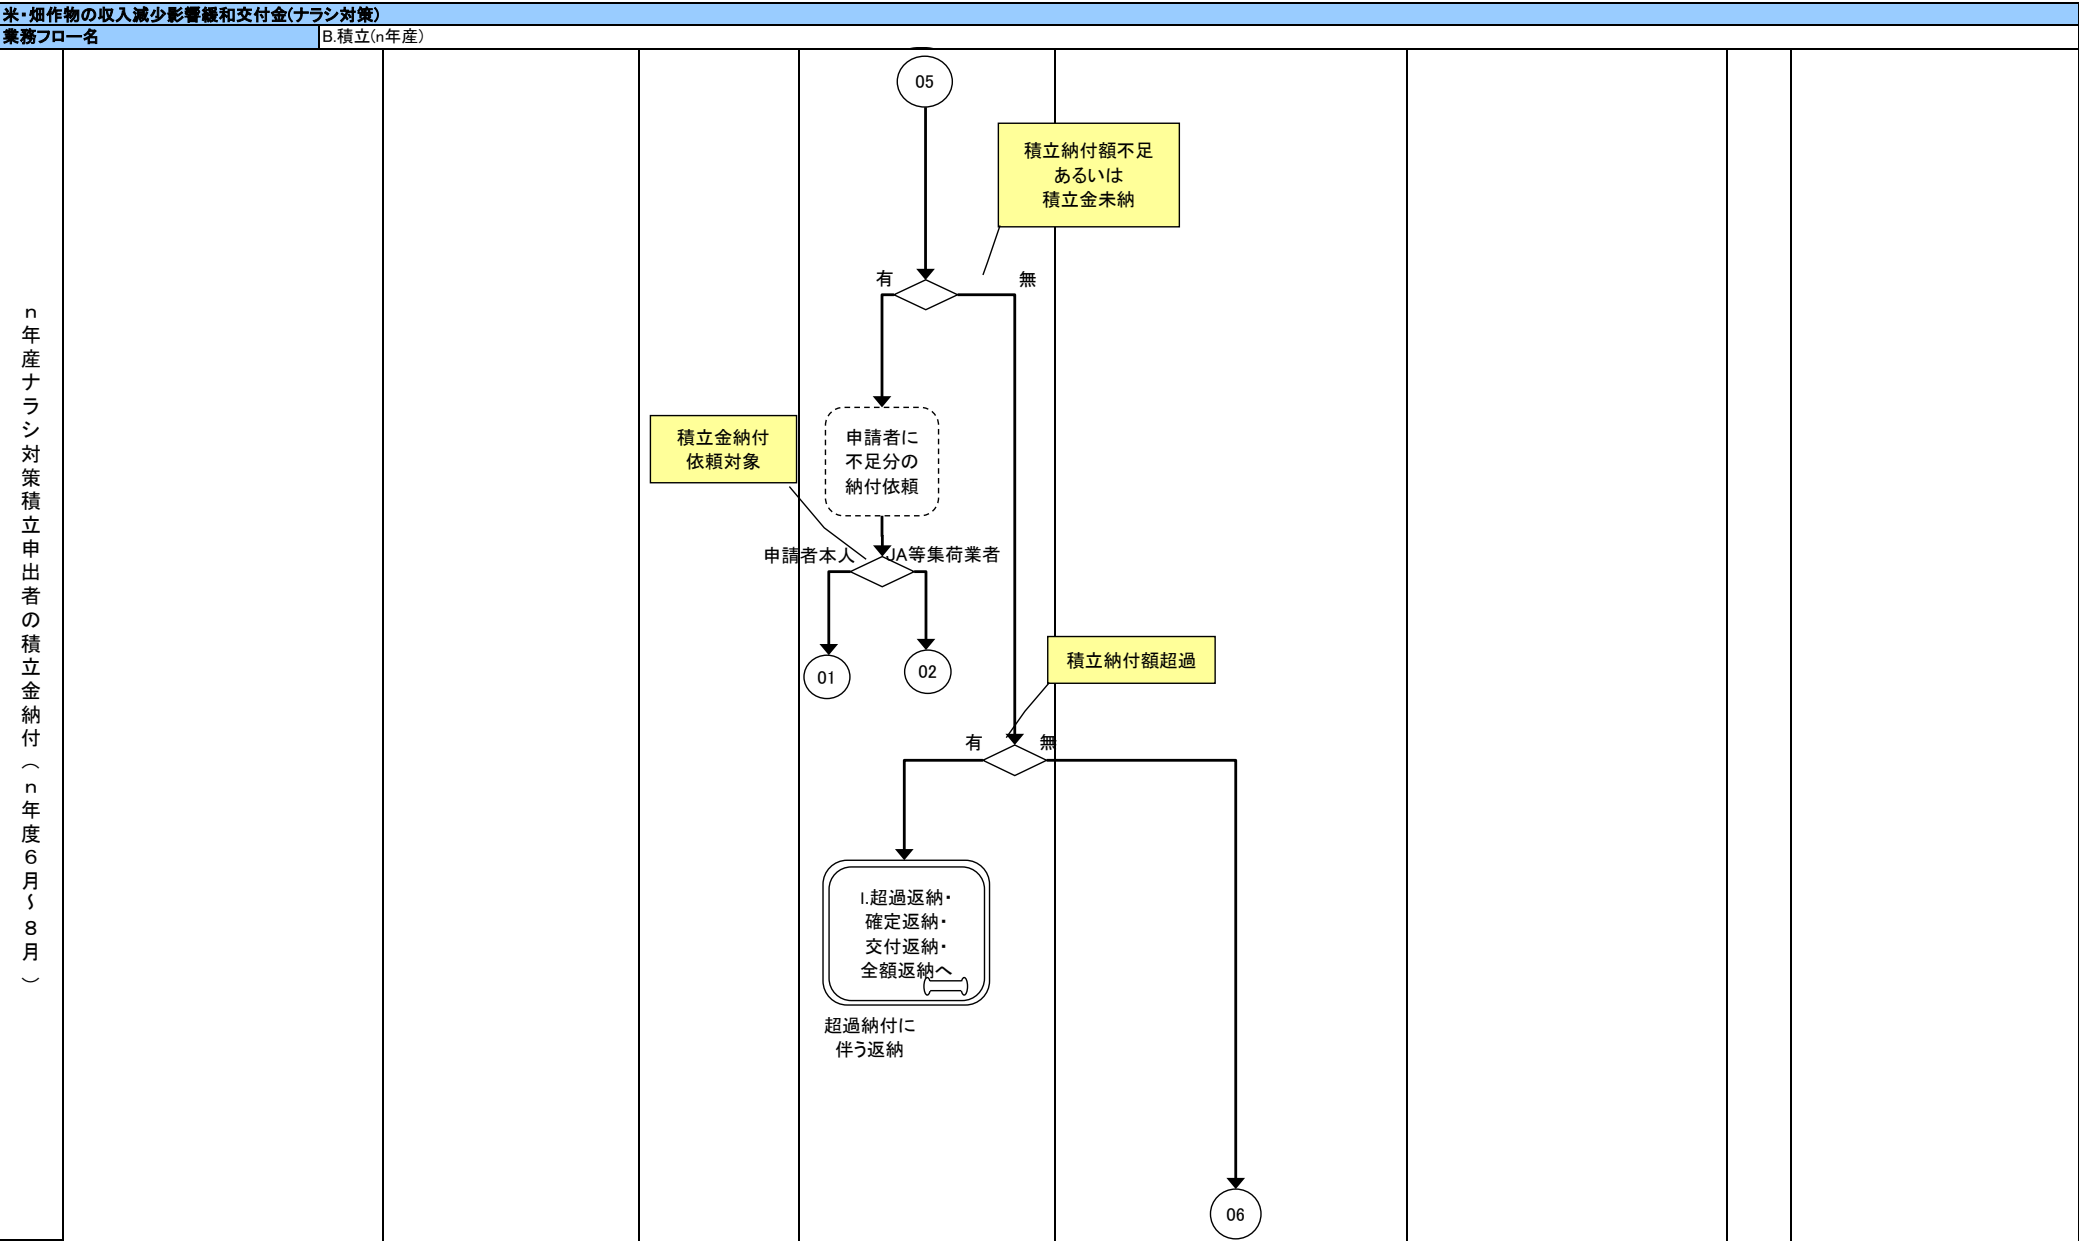 米・畑作物の収入減少影響緩和交付金(ナラシ対策)
業務フロー名
B.積立(n年産)
05
積立納付額不足
あるいは
積立金未納
有
無
積立金納付
依頼対象
申請者に
不足分の
納付依頼
申請者本人
JA等集荷業者
01
02
積立納付額超過
有
無
I.超過返納・
確定返納・
交付返納・
全額返納へ
超過納付に
伴う返納
06
n年産ナラシ対策積立申出者の積立金納付（n年度6月～8月）